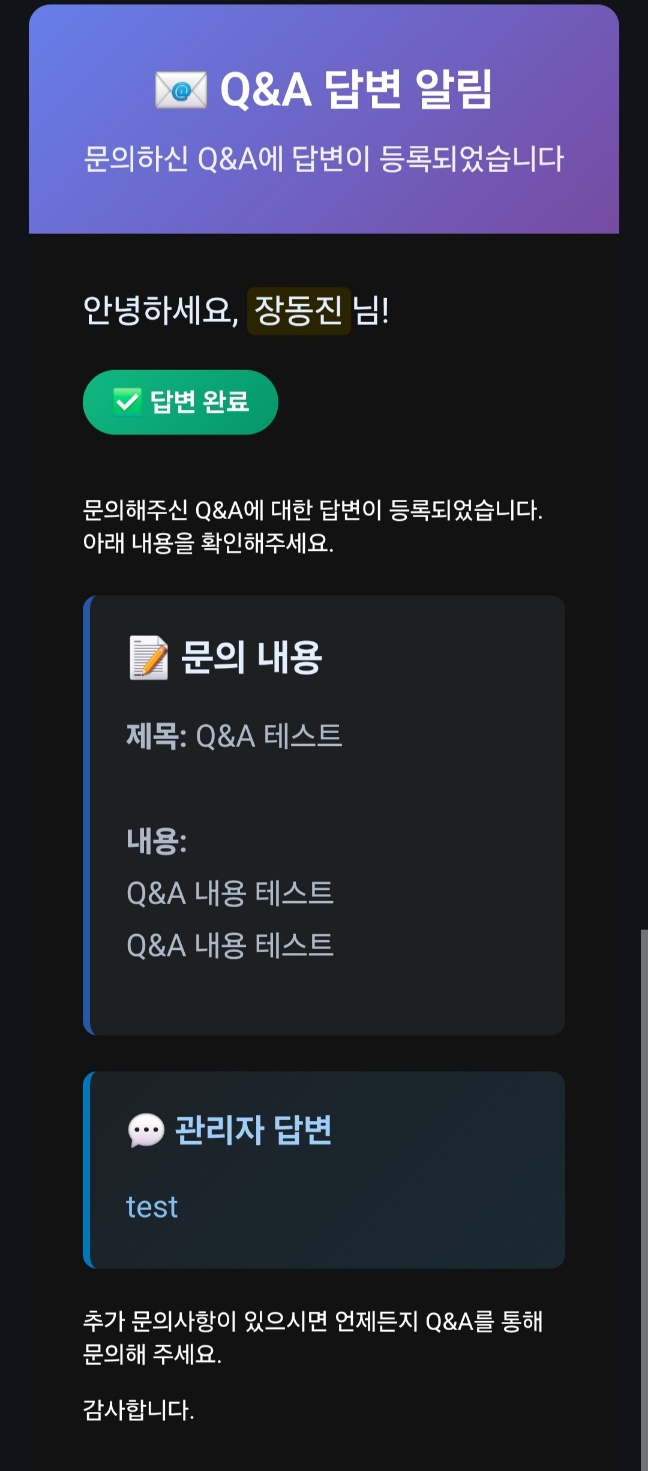 Q&A 답변 알림
문의하신 Q&A에 답변이 등록되었습니다
안녕하세요, 장동진 님!
✅ 답변 완료
문의해주신 Q&A에 대한 답변이 등록되었습니다.
아래 내용을 확인해주세요.
📝 문의 내용
제목: Q&A 테스트
내용:
Q&A 내용 테스트
Q&A 내용 테스트
💬 관리자 답변
test
추가 문의사항이 있으시면 언제든지 Q&A를 통해
문의해 주세요.
감사합니다.